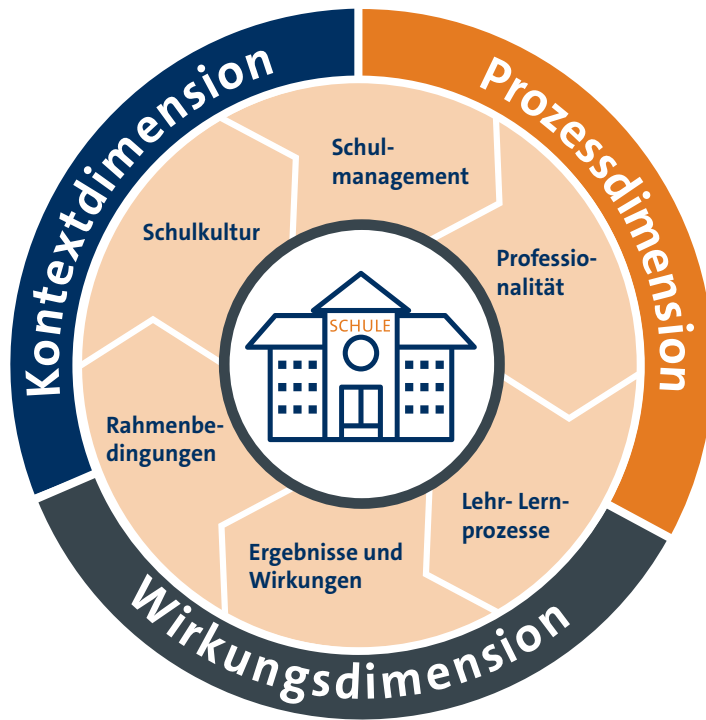 Kontextdimension
Prozessdimension
Schul-
management
Schulkultur
Professio-
nalität
SCHULE
Rahmenbe-
dingungen
Lehr- Lern-
prozesse
Ergebnisse und
Wirkungen
Wirkungsdimension